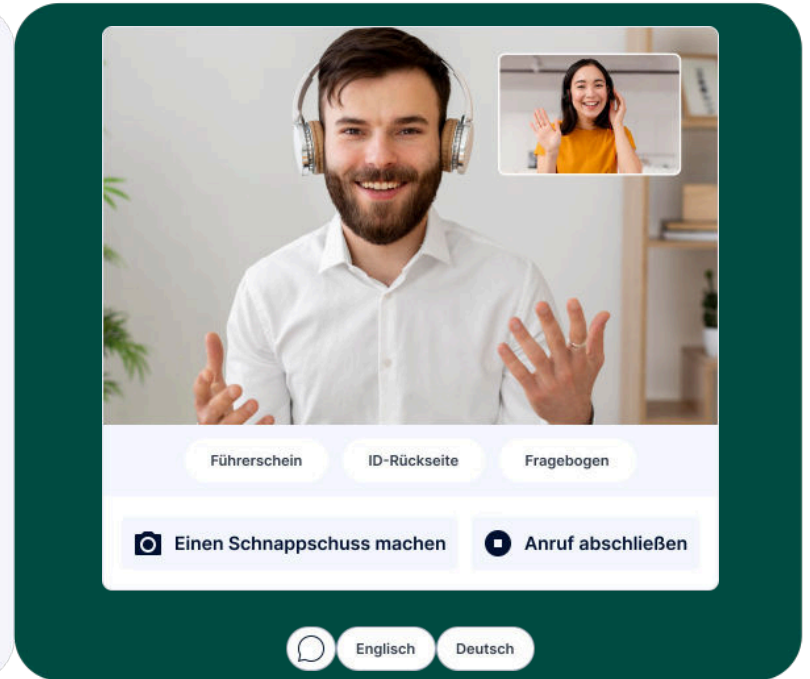 Führerschein
ID-Rückseite
Fragebogen
Einen Schnappschuss machen
Anruf abschließen
Englisch
Deutsch